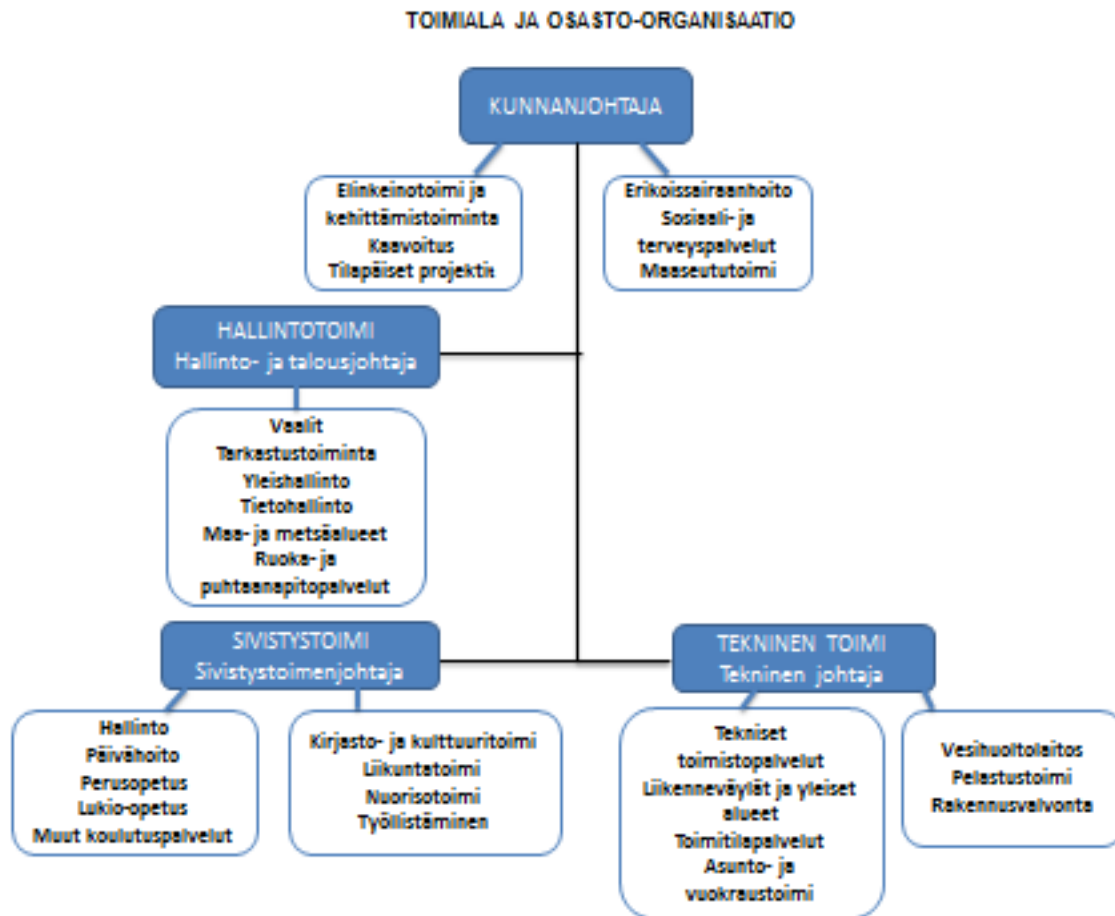 TOIMIALA JA OSASTO-ORGANISAATIO
KUNNANJOHTAJA
Elinkeinotoimi ja
kehittämistoiminta
Kaavoitus
Tilapäiset projektit
Erikoissairaanhoito
Sosiaali- ja
terveyspalvelut
Maaseututoimi
HALLINTOTOIMI
Hallinto- ja talousjohtaja
Vaalit
Tarkastustoiminta
Yleishallinto
Tietohallinto
Maa- ja metsäalueet
Ruoka- ja
puhtaanapitopalvelut
SIVISTYSTOIMI
Sivistystoimenjohtaja
Hallinto
Päivähoito
Perusopetus
Lukio-opetus
Muut koulutuspalvelut
Kirjasto- ja kulttuuritoimi
Liikuntatoimi
Nuorisotoimi
Työllistäminen
TEKNINEN TOIMI
Tekninen johtaja
Tekniset
toimistopalvelut
Liikenneväylät ja yleiset
alueet
Toimitilapalvelut
Asunto- ja
vuokraustoimi
Vesihuoltolaitos
Pelastustoimi
Rakennusvalvonta